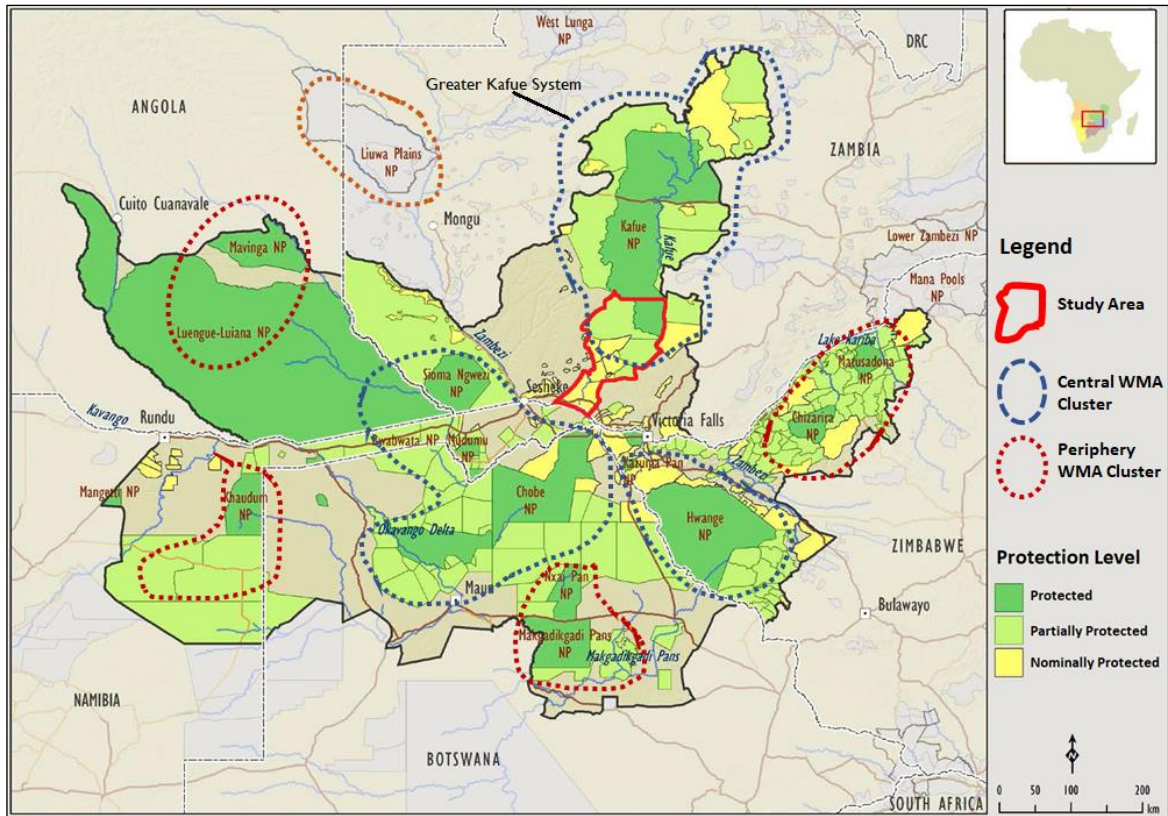 West Lunga
NP
DRC
Greater Kafue System
ANGOLA
ZAMBIA
Liuwa Plains
NP
Cuito Cuanavale
Mongu
Mavinga NP
Kafue
NP
Kafue
Lower Zambezi NP
Mana Pools
NP
Luengue-Luiana NP
Zambezi
Lake Kariba
Matusadona
NP
Sioma Ngwezi
NP
Sesheke
Chizarira
NP
Kavango
Rundu
Victoria Falls
Bwabwata NP
Mudumu
NP
Zambezi
Kazuma Pan
NP
Mangetti NP
Khaudum
NP
Chobe
NP
Hwange
NP
Okavango Delta
ZIMBABWE
Maun
Nxai Pan
NP
Bulawayo
Makgadikgadi Pans
NP
Makgadikgadi Pans
NAMIBIA
BOTSWANA
SOUTH AFRICA
Legend
Study Area
Central WMA
Cluster
Periphery
WMA Cluster
Protection Level
Protected
Partially Protected
Nominally Protected
N
0 50 100 200
km